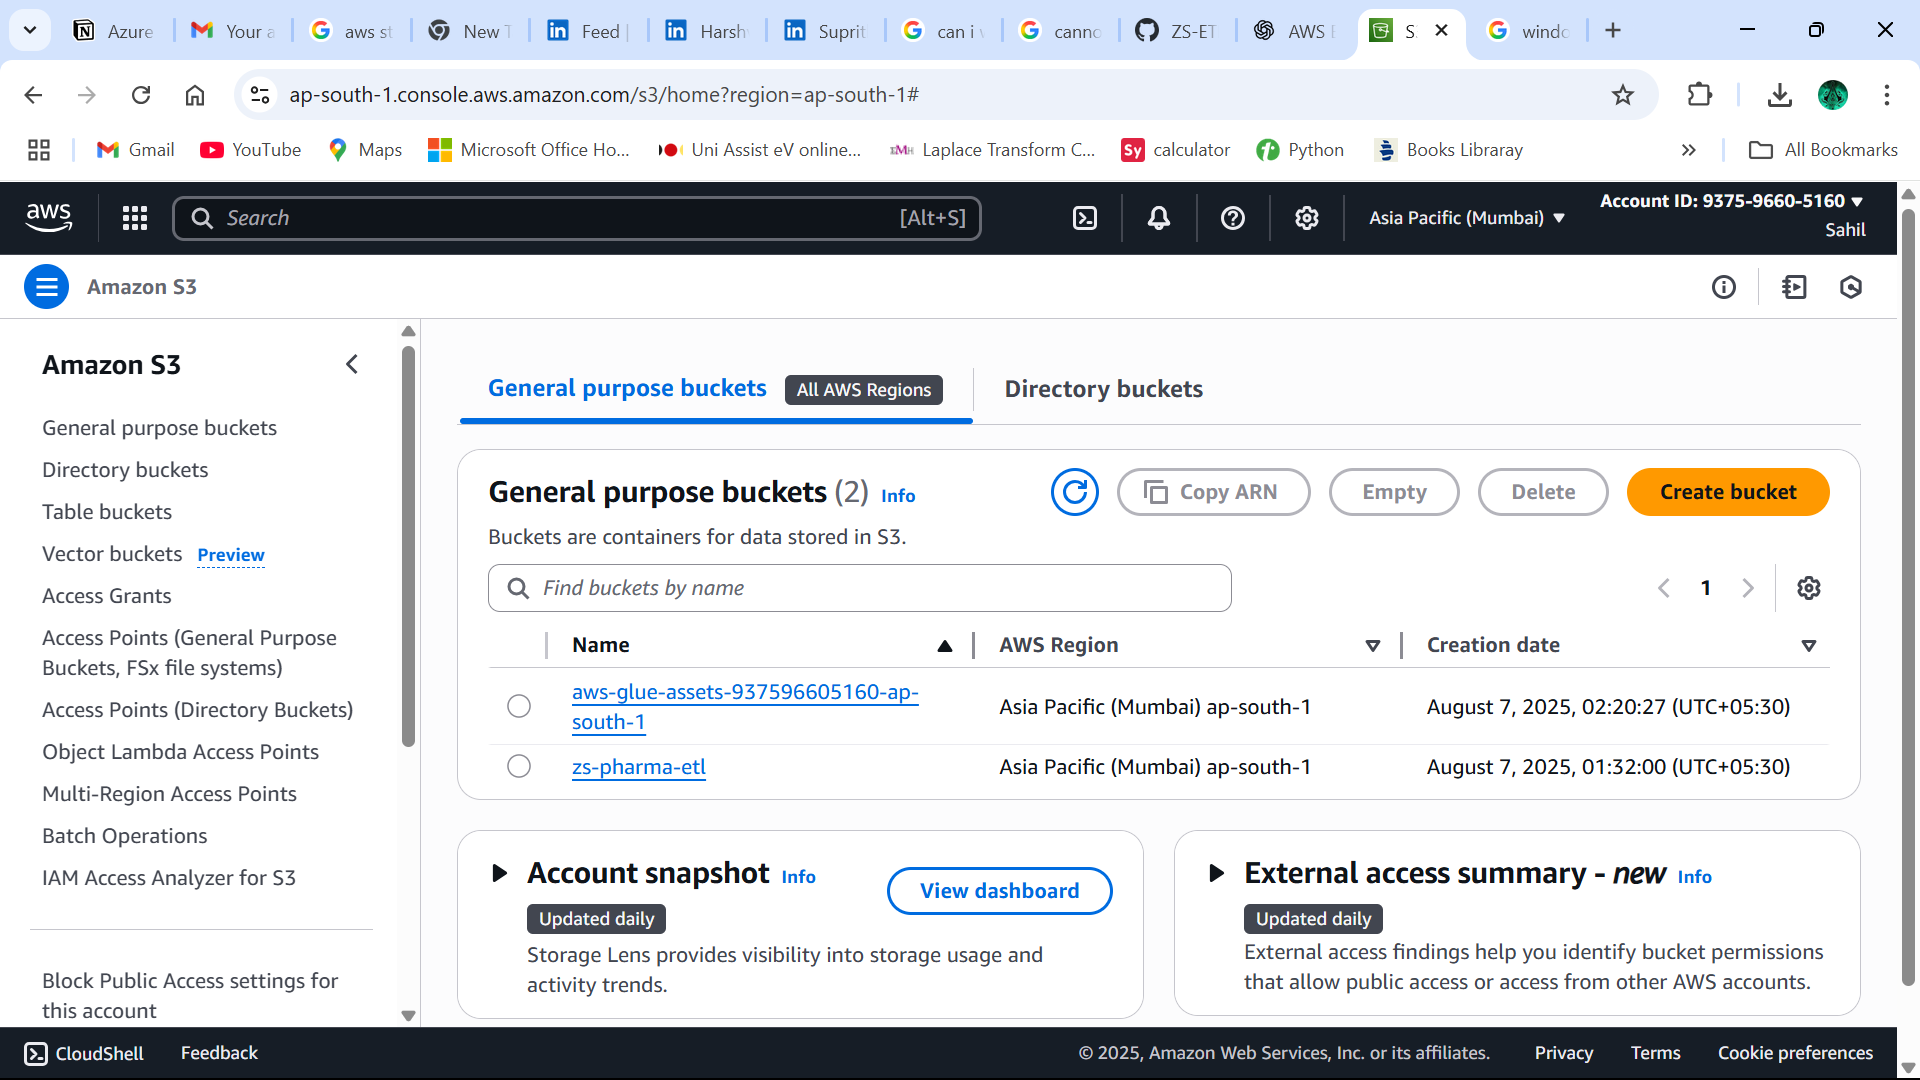 Azure
Your a
aws st
New T
Feed |
Harshv
Suprit
can i v
canno
ZS-ET
AWS E
S
windo
ap-south-1.console.aws.amazon.com/s3/home?region=ap-south-1#
Gmail
YouTube
Maps
Microsoft Office Ho...
Uni Assist eV online...
Laplace Transform C...
Sy calculator
Python
Books Libraray
All Bookmarks
aws
Search
[Alt+S]
Asia Pacific (Mumbai)
Account ID: 9375-9660-5160
Sahil
Amazon S3
Amazon S3
General purpose buckets
Directory buckets
Table buckets
Vector buckets Preview
Access Grants
Access Points (General Purpose
Buckets, FSx file systems)
Access Points (Directory Buckets)
Object Lambda Access Points
Multi-Region Access Points
Batch Operations
IAM Access Analyzer for S3
Block Public Access settings for
this account
General purpose buckets All AWS Regions
Directory buckets
General purpose buckets (2) Info
Copy ARN
Empty
Delete
Create bucket
Buckets are containers for data stored in S3.
Find buckets by name
1
Name AWS Region Creation date
aws-glue-assets-937596605160-ap-
south-1
Asia Pacific (Mumbai) ap-south-1
August 7, 2025, 02:20:27 (UTC+05:30)
zs-pharma-etl
Asia Pacific (Mumbai) ap-south-1
August 7, 2025, 01:32:00 (UTC+05:30)
Account snapshot Info
View dashboard
Updated daily
Storage Lens provides visibility into storage usage and
activity trends.
External access summary - new Info
Updated daily
External access findings help you identify bucket permissions
that allow public access or access from other AWS accounts.
CloudShell
Feedback
© 2025, Amazon Web Services, Inc. or its affiliates.
Privacy
Terms
Cookie preferences